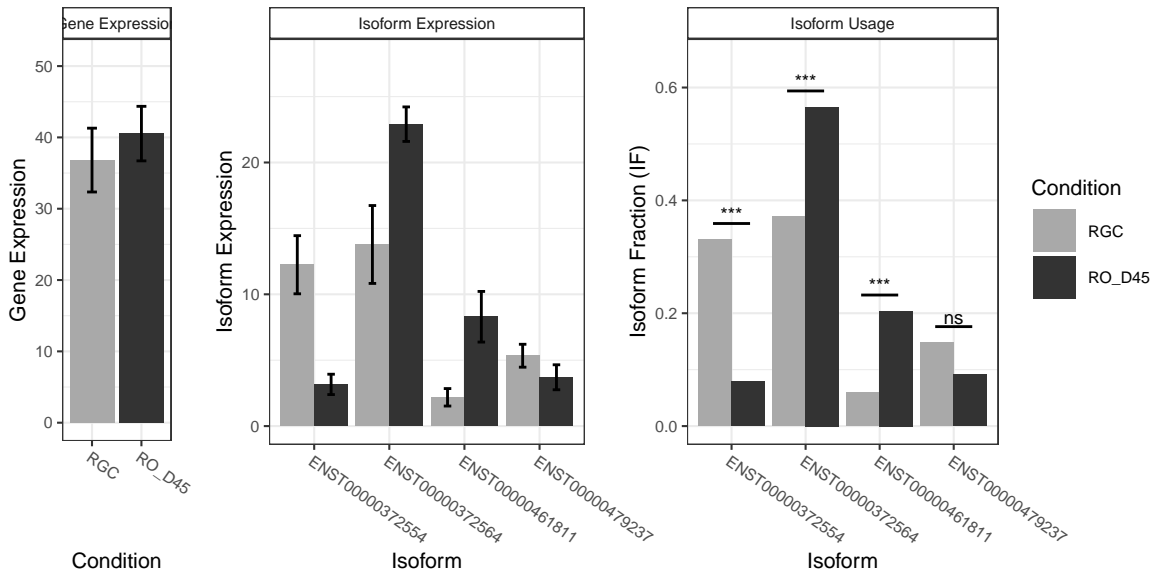 Gene Expression
Isoform Expression
Isoform Usage
Gene Expression
50
40
30
20
10
0
RGC
RO_D45
Condition
Isoform Expression
20
10
0
ENST00000372554
ENST00000372564
ENST00000461811
ENST00000479237
Isoform
Isoform Fraction (IF)
0.6
0.4
0.2
0.0
***
***
***
ns
ENST00000372554
ENST00000372564
ENST00000461811
ENST00000479237
Isoform
Condition
RGC
RO_D45